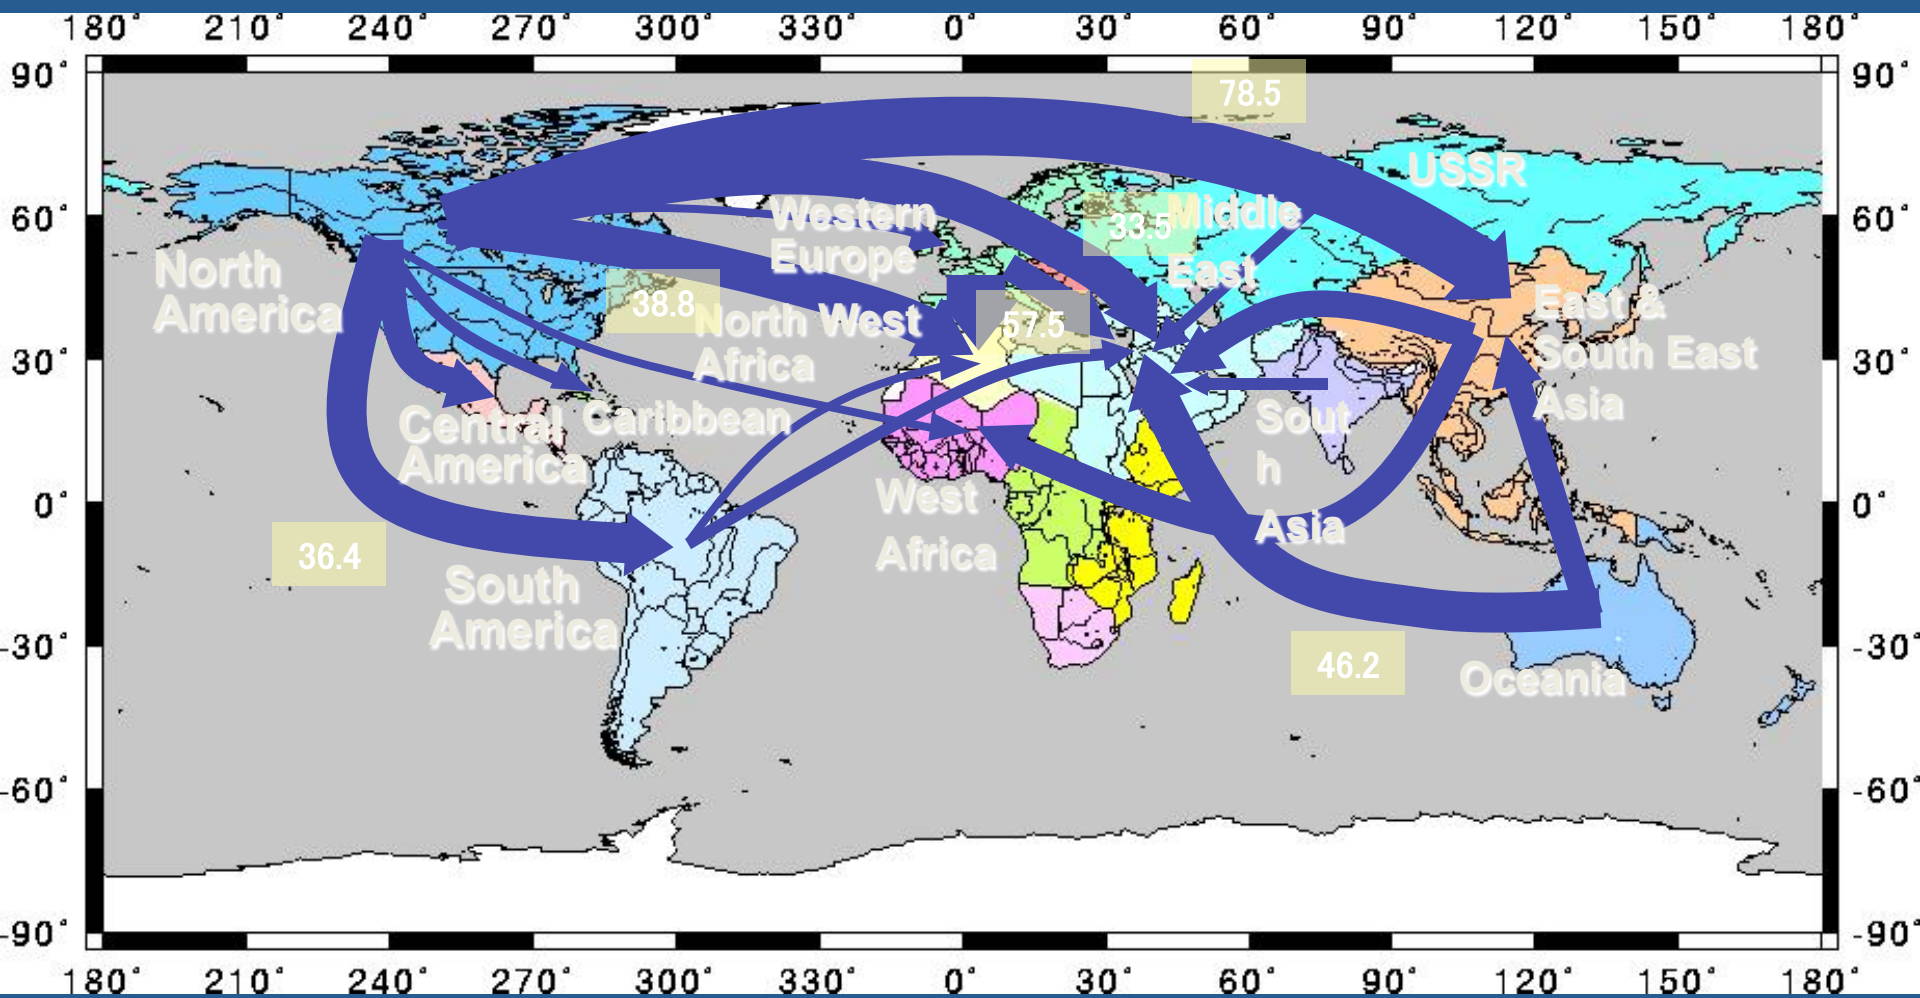 180° 210° 240° 270° 300° 330° 0° 30° 60° 90° 120° 150° 180°
90° 90°
78.5
USSR
60° 60°
Western
Europe
33.5
Middle
East
North
America
38.8
North West
Africa
57.5
East &
South East
Asia
30° 30°
Central
America
Caribbean
Sout
h
Asia
West
Africa
0° 0°
36.4
South
America
-30° -30°
46.2
Oceania
-60° -60°
-90° -90°
180° 210° 240° 270° 300° 330° 0° 30° 60° 90° 120° 150° 180°